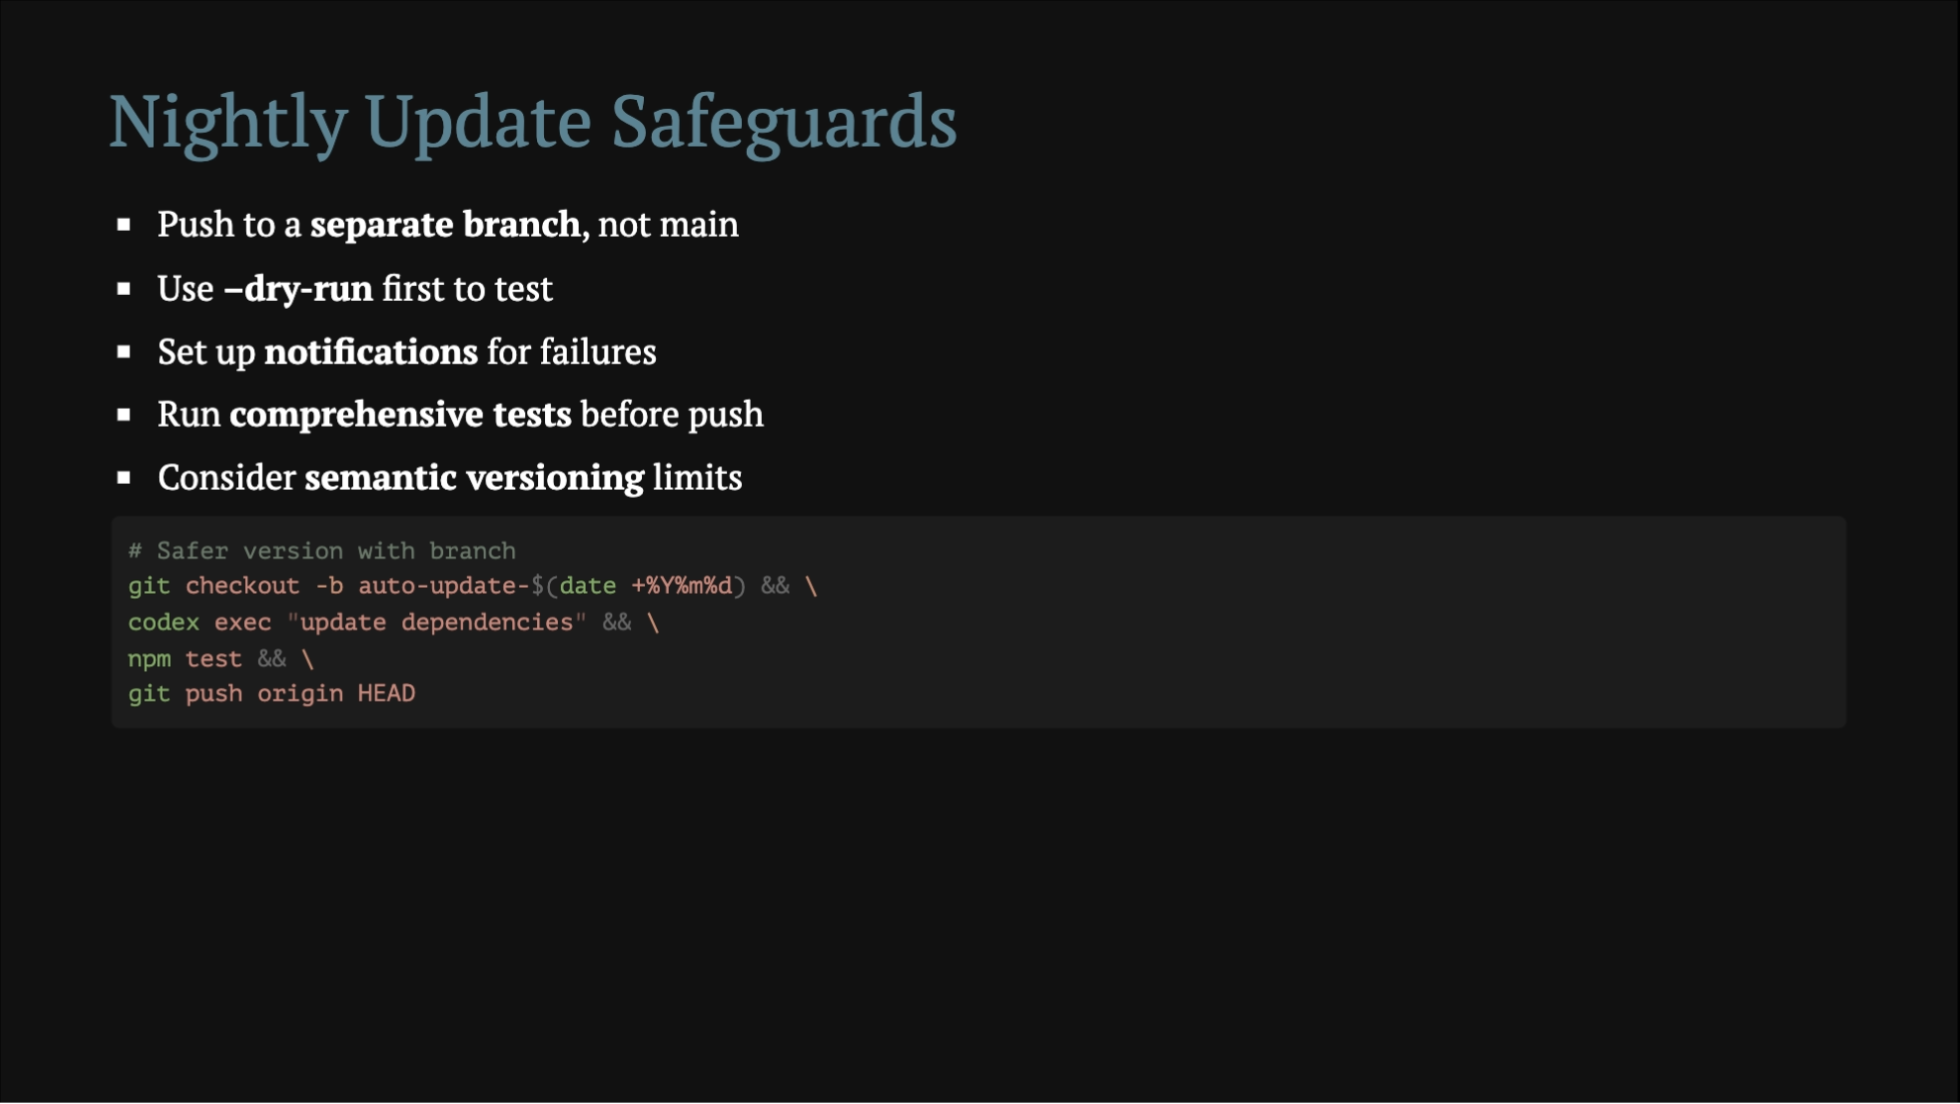 Nightly Update Safeguards
▪ Push to a separate branch, not main
▪ Use –dry-run first to test
▪ Set up notifications for failures
▪ Run comprehensive tests before push
▪ Consider semantic versioning limits
# Safer version with branch
git checkout -b auto-update-$(date +%Y%m%d) && \
codex exec "update dependencies" && \
npm test && \
git push origin HEAD